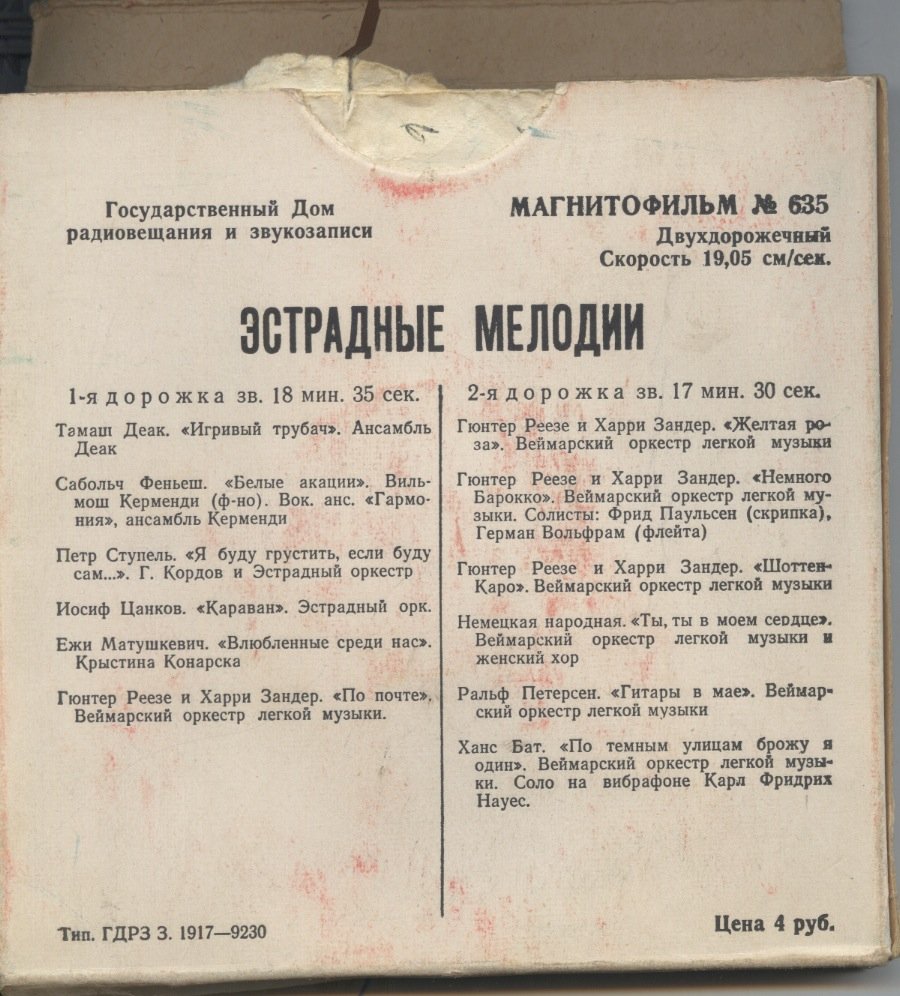 Государственный Дом
радиовещания и звукозаписи
МАГНИТОФИЛЬМ № 635
Двухдорожечный
Скорость 19,05 см/сек.
ЭСТРАДНЫЕ МЕЛОДИИ
1-я дорожка зв. 18 мин. 35 сек.
Тамаш Деак. «Игривый трубач». Ансамбль
Деак
Сабольч Феньеш. «Белые акации». Виль-
мош Керменди (ф-но). Вок. анс. «Гармо-
ния», ансамбль Керменди
Петр Ступель. «Я буду грустить, если буду
сам...». Г. Кордов и Эстрадный оркестр
Иосиф Цанков. «Караван». Эстрадный орк.
Ежи Матушкевич. «Влюбленные среди нас».
Крыстина Конарска
Гюнтер Реезе и Харри Зандер. «По почте».
Веймарский оркестр легкой музыки.
2-я дорожка зв. 17 мин. 30 сек.
Гюнтер Реезе и Харри Зандер. «Желтая ро-
за». Веймарский оркестр легкой музыки
Гюнтер Реезе и Харри Зандер. «Немного
Барокко». Веймарский оркестр легкой му-
зыки. Солисты: Фрид Паульсен (скрипка),
Герман Вольфрам (флейта)
Гюнтер Реезе и Харри Зандер. «Шоттен-
Каро». Веймарский оркестр легкой музыки
Немецкая народная. «Ты, ты в моем сердце».
Веймарский оркестр легкой музыки и
женский хор
Ральф Петерсен. «Гитары в мае». Веймар-
ский оркестр легкой музыки
Ханс Бат. «По темным улицам брожу я
один». Веймарский оркестр легкой музы-
ки. Соло на вибрафоне Карл Фридрих
Науес.
Тип. ГДРЗ З. 1917—9230
Цена 4 руб.